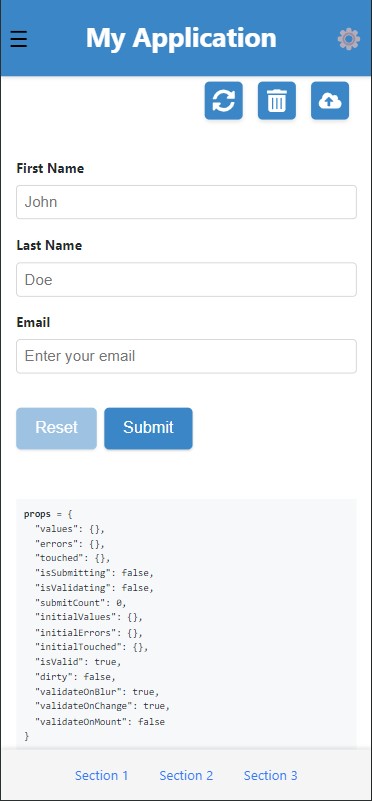 ☰ My Application
First Name
John
Last Name
Doe
Email
Enter your email
Reset Submit
props = {
  "values": {},
  "errors": {},
  "touched": {},
  "isSubmitting": false,
  "isValidating": false,
  "submitCount": 0,
  "initialValues": {},
  "initialErrors": {},
  "initialTouched": {},
  "isValid": true,
  "dirty": false,
  "validateOnBlur": true,
  "validateOnChange": true,
  "validateOnMount": false
}
Section 1 Section 2 Section 3